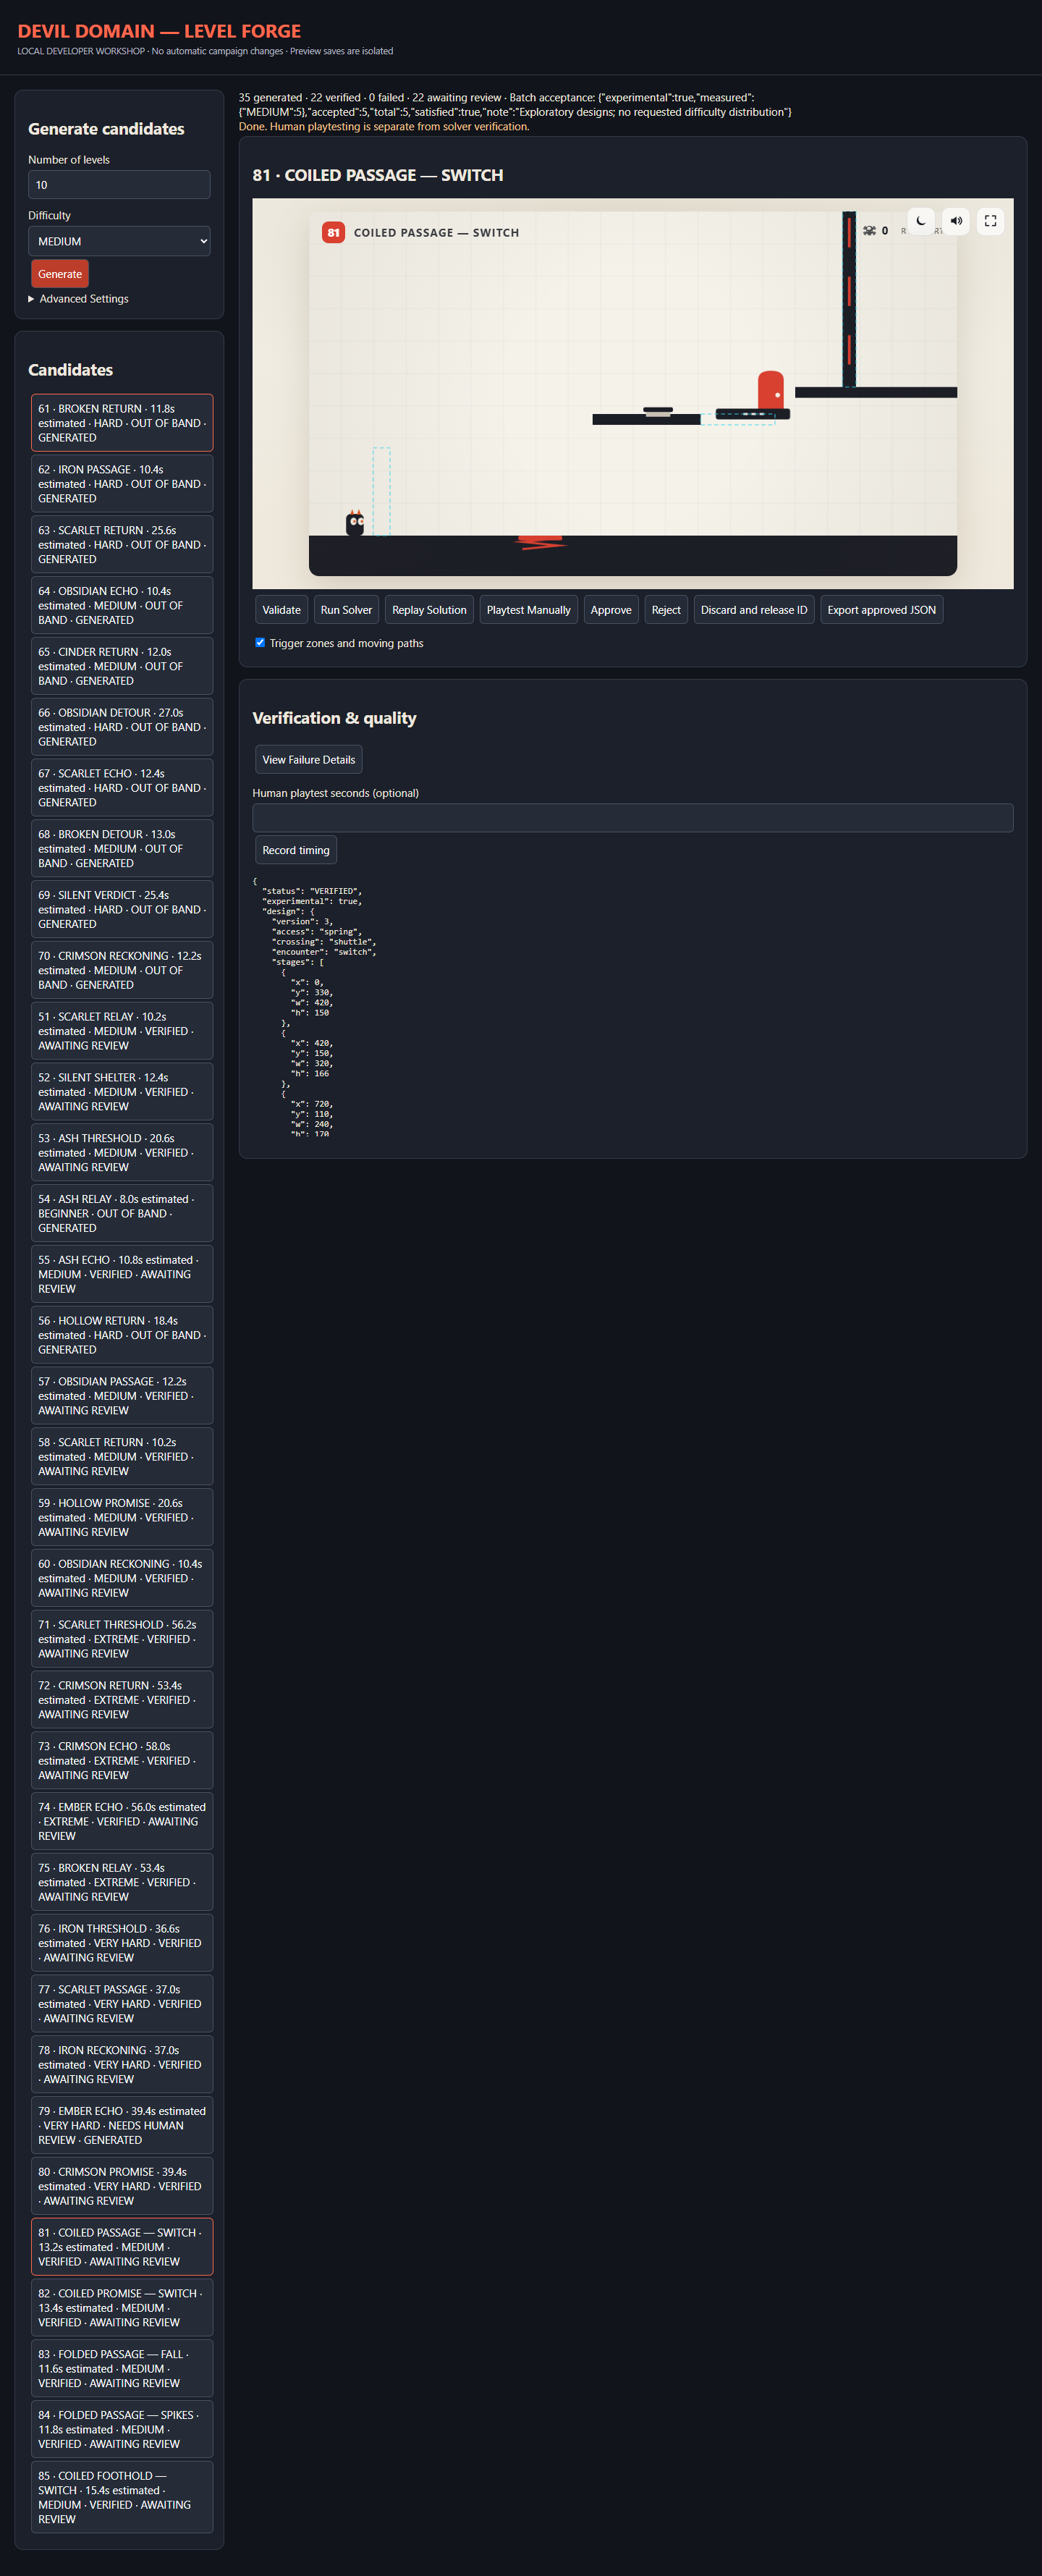 DEVIL DOMAIN — LEVEL FORGE
LOCAL DEVELOPER WORKSHOP · No automatic campaign changes · Preview saves are isolated
Generate candidates
Number of levels
10
Difficulty
MEDIUM
Generate
Advanced Settings
Candidates
61 · BROKEN RETURN · 11.8s
estimated · HARD · OUT OF BAND ·
GENERATED
62 · IRON PASSAGE · 10.4s
estimated · HARD · OUT OF BAND ·
GENERATED
63 · SCARLET RETURN · 25.6s
estimated · HARD · OUT OF BAND ·
GENERATED
64 · OBSIDIAN ECHO · 10.4s
estimated · MEDIUM · OUT OF
BAND · GENERATED
65 · CINDER RETURN · 12.0s
estimated · MEDIUM · OUT OF
BAND · GENERATED
66 · OBSIDIAN DETOUR · 27.0s
estimated · HARD · OUT OF BAND ·
GENERATED
67 · SCARLET ECHO · 12.4s
estimated · HARD · OUT OF BAND ·
GENERATED
68 · BROKEN DETOUR · 13.0s
estimated · MEDIUM · OUT OF
BAND · GENERATED
69 · SILENT VERDICT · 25.4s
estimated · HARD · OUT OF BAND ·
GENERATED
70 · CRIMSON RECKONING · 12.2s
estimated · MEDIUM · OUT OF
BAND · GENERATED
51 · SCARLET RELAY · 10.2s
estimated · MEDIUM · VERIFIED ·
AWAITING REVIEW
52 · SILENT SHELTER · 12.4s
estimated · MEDIUM · VERIFIED ·
AWAITING REVIEW
53 · ASH THRESHOLD · 20.6s
estimated · MEDIUM · VERIFIED ·
AWAITING REVIEW
54 · ASH RELAY · 8.0s estimated ·
BEGINNER · OUT OF BAND ·
GENERATED
55 · ASH ECHO · 10.8s estimated ·
MEDIUM · VERIFIED · AWAITING
REVIEW
56 · HOLLOW RETURN · 18.4s
estimated · HARD · OUT OF BAND ·
GENERATED
57 · OBSIDIAN PASSAGE · 12.2s
estimated · MEDIUM · VERIFIED ·
AWAITING REVIEW
58 · SCARLET RETURN · 10.2s
estimated · MEDIUM · VERIFIED ·
AWAITING REVIEW
59 · HOLLOW PROMISE · 20.6s
estimated · MEDIUM · VERIFIED ·
AWAITING REVIEW
60 · OBSIDIAN RECKONING · 10.4s
estimated · MEDIUM · VERIFIED ·
AWAITING REVIEW
71 · SCARLET THRESHOLD · 56.2s
estimated · EXTREME · VERIFIED ·
AWAITING REVIEW
72 · CRIMSON RETURN · 53.4s
estimated · EXTREME · VERIFIED ·
AWAITING REVIEW
73 · CRIMSON ECHO · 58.0s
estimated · EXTREME · VERIFIED ·
AWAITING REVIEW
74 · EMBER ECHO · 56.0s estimated
· EXTREME · VERIFIED · AWAITING
REVIEW
75 · BROKEN RELAY · 53.4s
estimated · EXTREME · VERIFIED ·
AWAITING REVIEW
76 · IRON THRESHOLD · 36.6s
estimated · VERY HARD · VERIFIED
· AWAITING REVIEW
77 · SCARLET PASSAGE · 37.0s
estimated · VERY HARD · VERIFIED
· AWAITING REVIEW
78 · IRON RECKONING · 37.0s
estimated · VERY HARD · VERIFIED
· AWAITING REVIEW
79 · EMBER ECHO · 39.4s estimated
· VERY HARD · NEEDS HUMAN
REVIEW · GENERATED
80 · CRIMSON PROMISE · 39.4s
estimated · VERY HARD · VERIFIED
· AWAITING REVIEW
81 · COILED PASSAGE — SWITCH ·
13.2s estimated · MEDIUM ·
VERIFIED · AWAITING REVIEW
82 · COILED PROMISE — SWITCH ·
13.4s estimated · MEDIUM ·
VERIFIED · AWAITING REVIEW
83 · FOLDED PASSAGE — FALL ·
11.6s estimated · MEDIUM ·
VERIFIED · AWAITING REVIEW
84 · FOLDED PASSAGE — SPIKES ·
11.8s estimated · MEDIUM ·
VERIFIED · AWAITING REVIEW
85 · COILED FOOTHOLD —
SWITCH · 15.4s estimated ·
MEDIUM · VERIFIED · AWAITING
REVIEW
35 generated · 22 verified · 0 failed · 22 awaiting review · Batch acceptance: {"experimental":true,"measured":
{"MEDIUM":5},"accepted":5,"total":5,"satisfied":true,"note":"Exploratory designs; no requested difficulty distribution"}
Done. Human playtesting is separate from solver verification.
81 · COILED PASSAGE — SWITCH
81 COILED PASSAGE — SWITCH
0
Validate
Run Solver
Replay Solution
Playtest Manually
Approve
Reject
Discard and release ID
Export approved JSON
Trigger zones and moving paths
Verification & quality
View Failure Details
Human playtest seconds (optional)
Record timing
{
"status": "VERIFIED",
"experimental": true,
"design": {
"version": 3,
"access": "spring",
"crossing": "shuttle",
"encounter": "switch",
"stages": [
{
"x": 0,
"y": 330,
"w": 420,
"h": 150
},
{
"x": 420,
"y": 150,
"w": 320,
"h": 166
},
{
"x": 720,
"y": 110,
"w": 240,
"h": 170